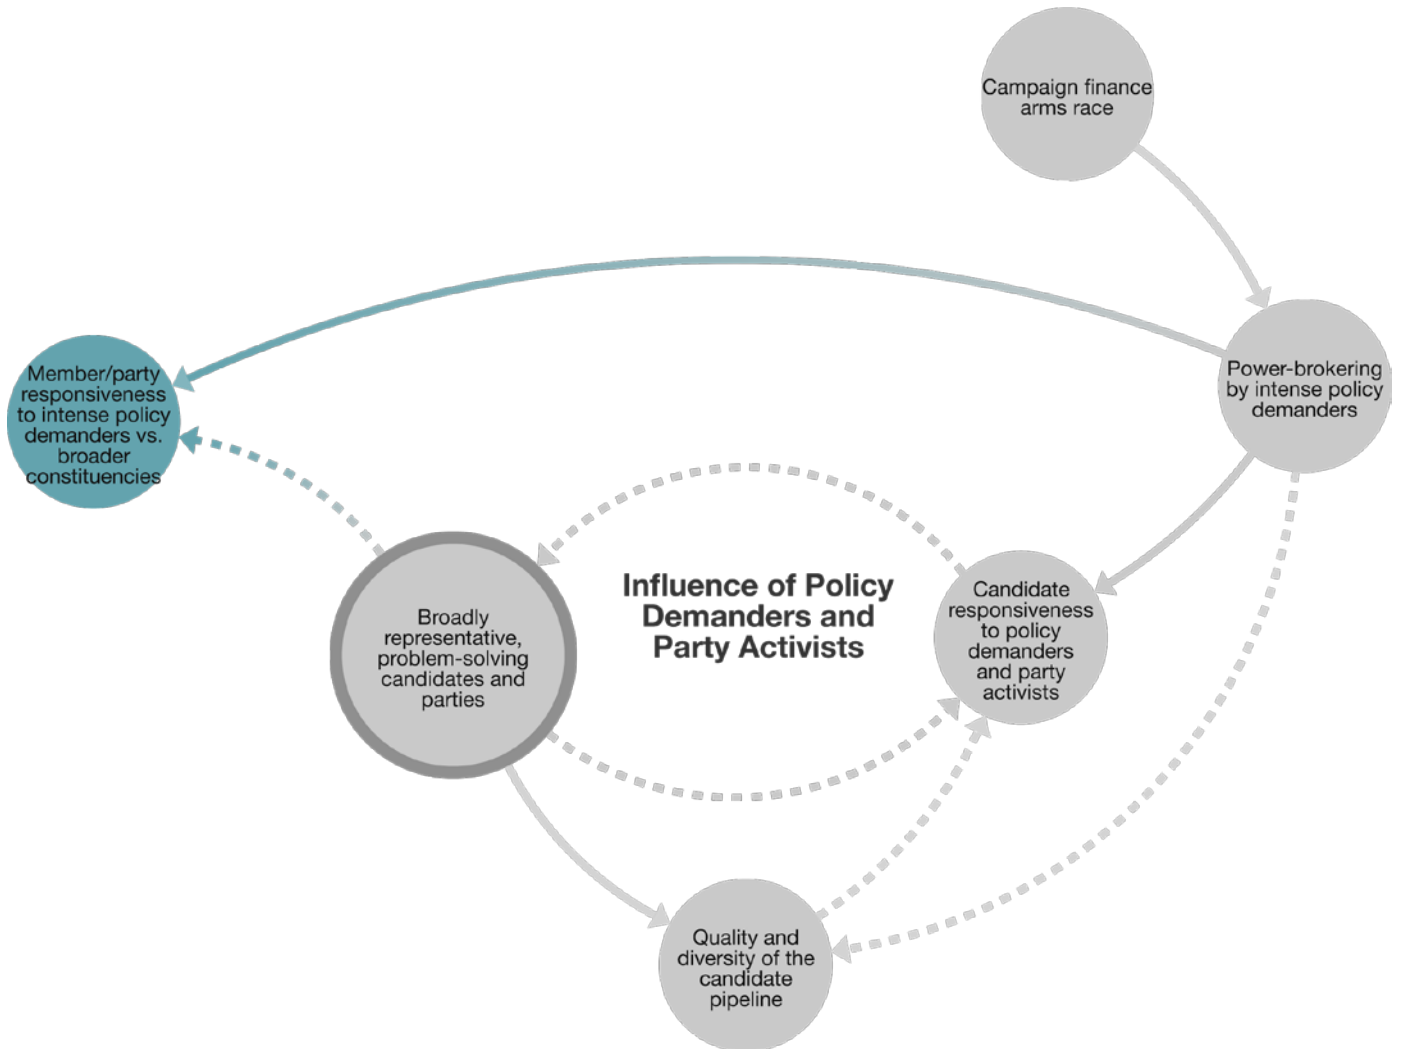 Campaign finance
arms race
Power-brokering
by intense policy
demanders
Member/party
responsiveness
to intense policy
demanders vs.
broader
constituencies
Influence of Policy
Demanders and
Party Activists
Candidate
responsiveness
to policy
demanders
and party
activists
Broadly
representative,
problem-solving
candidates and
parties
Quality and
diversity of the
candidate
pipeline